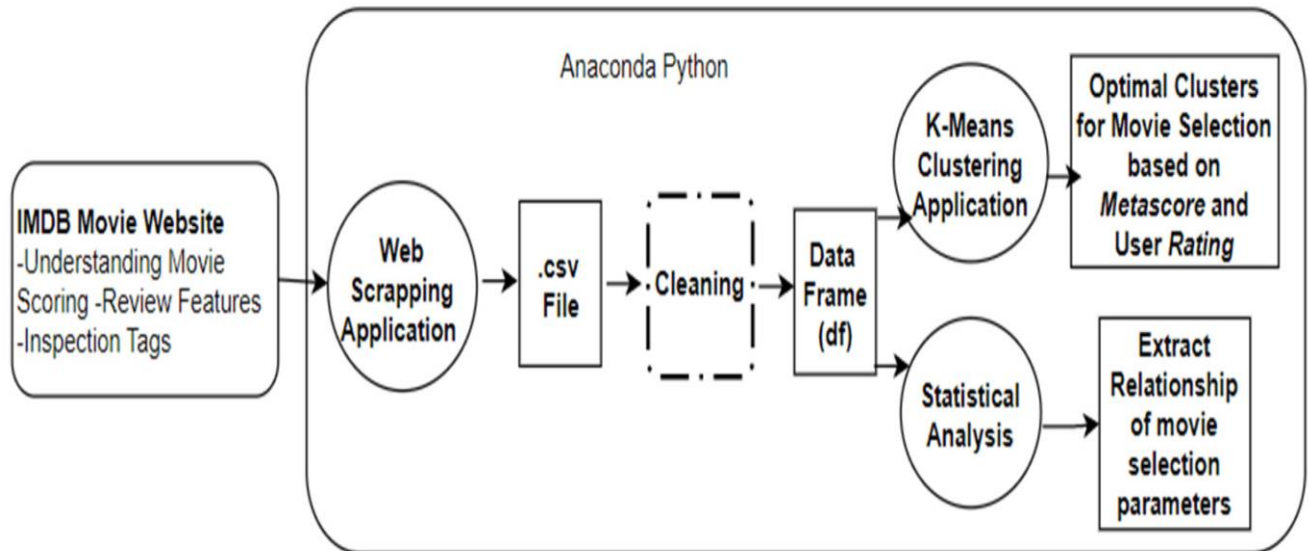 Anaconda Python
IMDB Movie Website
-Understanding Movie
Scoring -Review Features
-Inspection Tags
Web
Scrapping
Application
.csv
File
Cleaning
Data
Frame
(df)
K-Means
Clustering
Application
Optimal Clusters
for Movie Selection
based on
Metascore and
User Rating
Statistical
Analysis
Extract
Relationship
of movie
selection
parameters